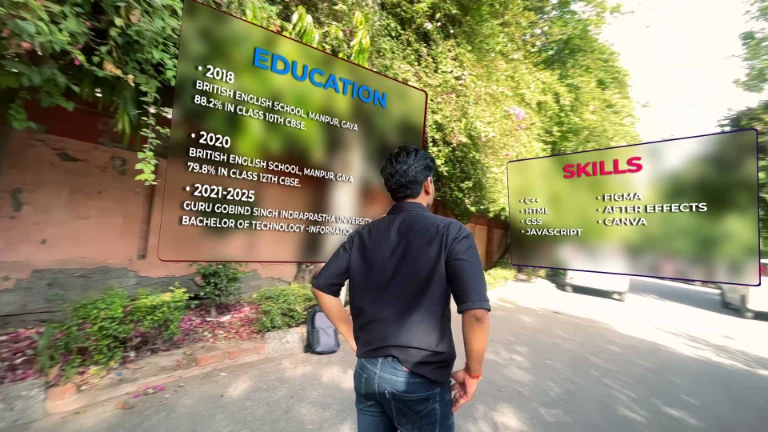 EDUCATION
• 2018
BRITISH ENGLISH SCHOOL, MANPUR, GAYA
88.2% IN CLASS 10TH CBSE.
• 2020
BRITISH ENGLISH SCHOOL, MANPUR, GAYA
79.8% IN CLASS 12TH CBSE.
• 2021-2025
GURU GOBIND SINGH INDRAPRASTHA UNIVERSITY
BACHELOR OF TECHNOLOGY -INFORMATION
SKILLS
• C++
• HTML
• CSS
• JAVASCRIPT
• FIGMA
• AFTER EFFECTS
• CANVA